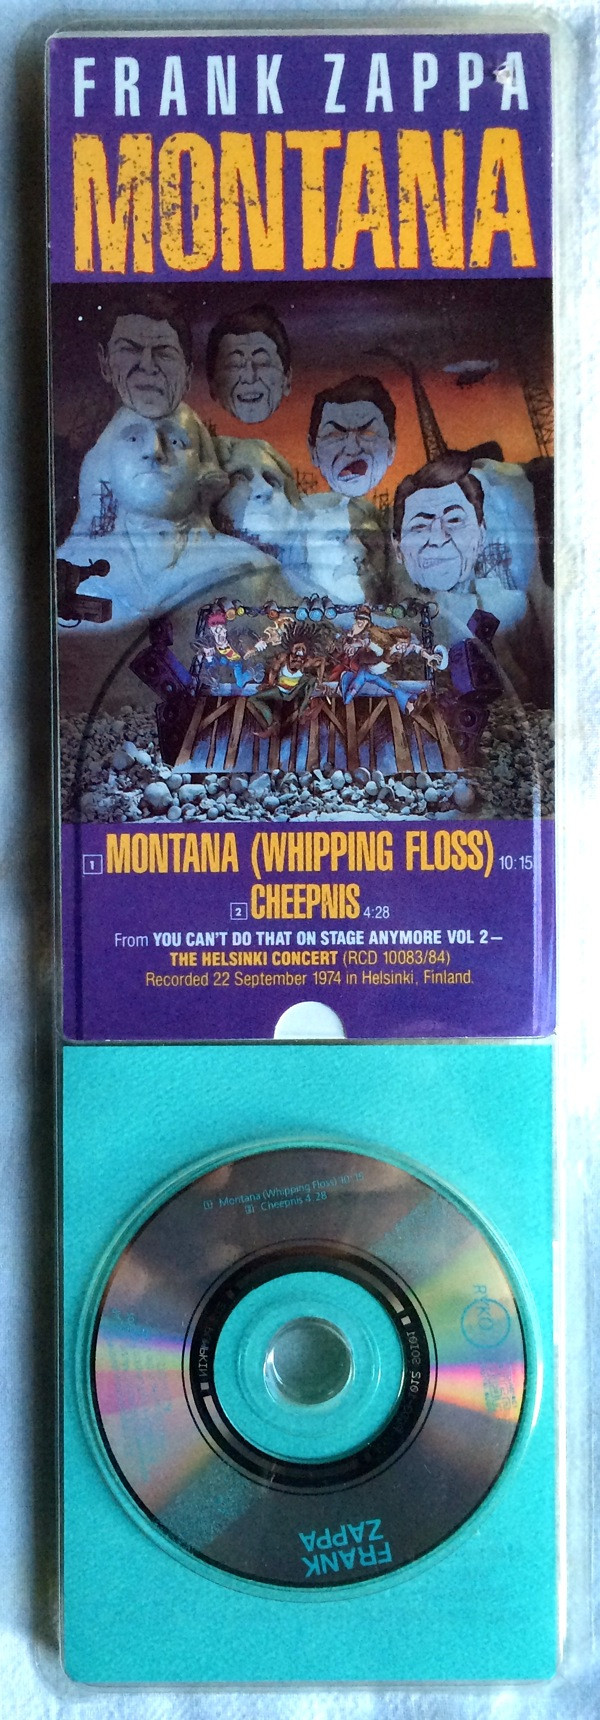 FRANK ZAPPA
MONTANA
1 MONTANA (WHIPPING FLOSS) 10:15
2 CHEEPNIS 4:28
From YOU CAN'T DO THAT ON STAGE ANYMORE VOL 2—
THE HELSINKI CONCERT (RCD 10083/84)
Recorded 22 September 1974 in Helsinki, Finland.
[1] Montana (Whipping Floss) 10:15
[2] Cheepnis 4:28
RYKO
FRANK
ZAPPA